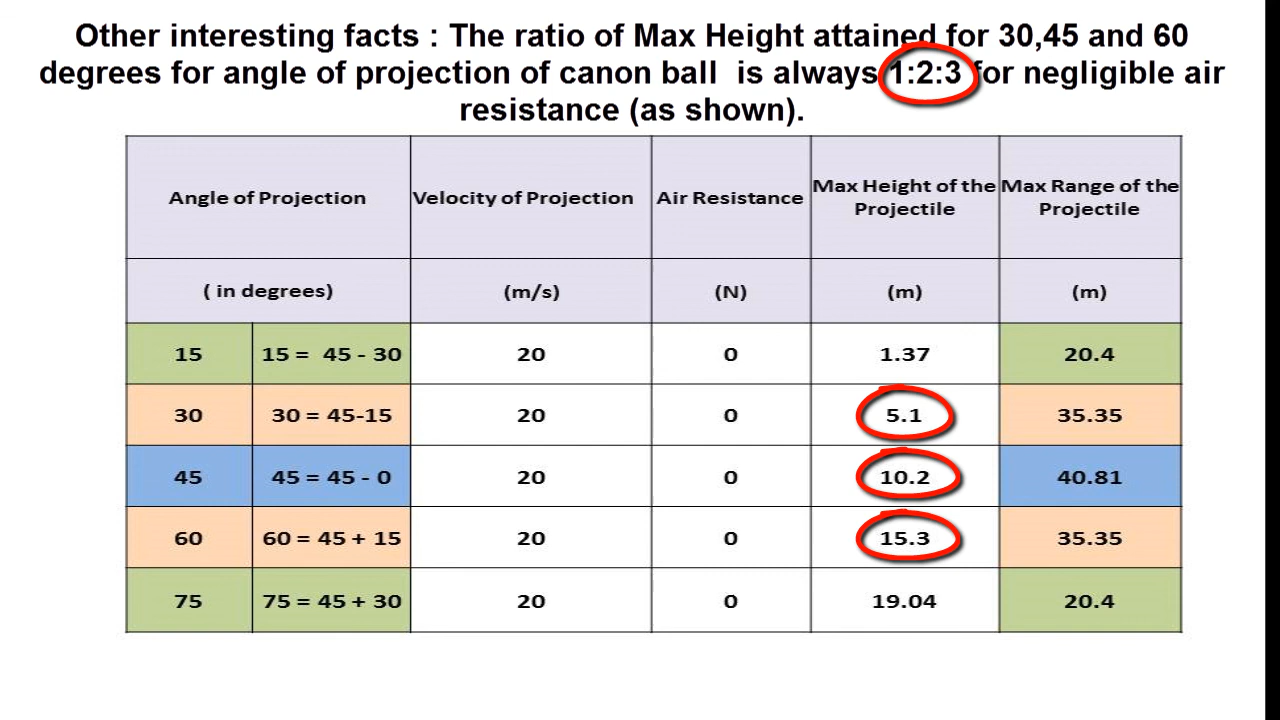 Other interesting facts : The ratio of Max Height attained for 30,45 and 60
degrees for angle of projection of canon ball is always 1:2:3 for negligible air
resistance (as shown).
Angle of Projection Velocity of Projection Air Resistance Max Height of the Projectile Max Range of the Projectile
( in degrees) (m/s) (N) (m) (m)
15 15 = 45 - 30 20 0 1.37 20.4
30 30 = 45-15 20 0 5.1 35.35
45 45 = 45 - 0 20 0 10.2 40.81
60 60 = 45 + 15 20 0 15.3 35.35
75 75 = 45 + 30 20 0 19.04 20.4